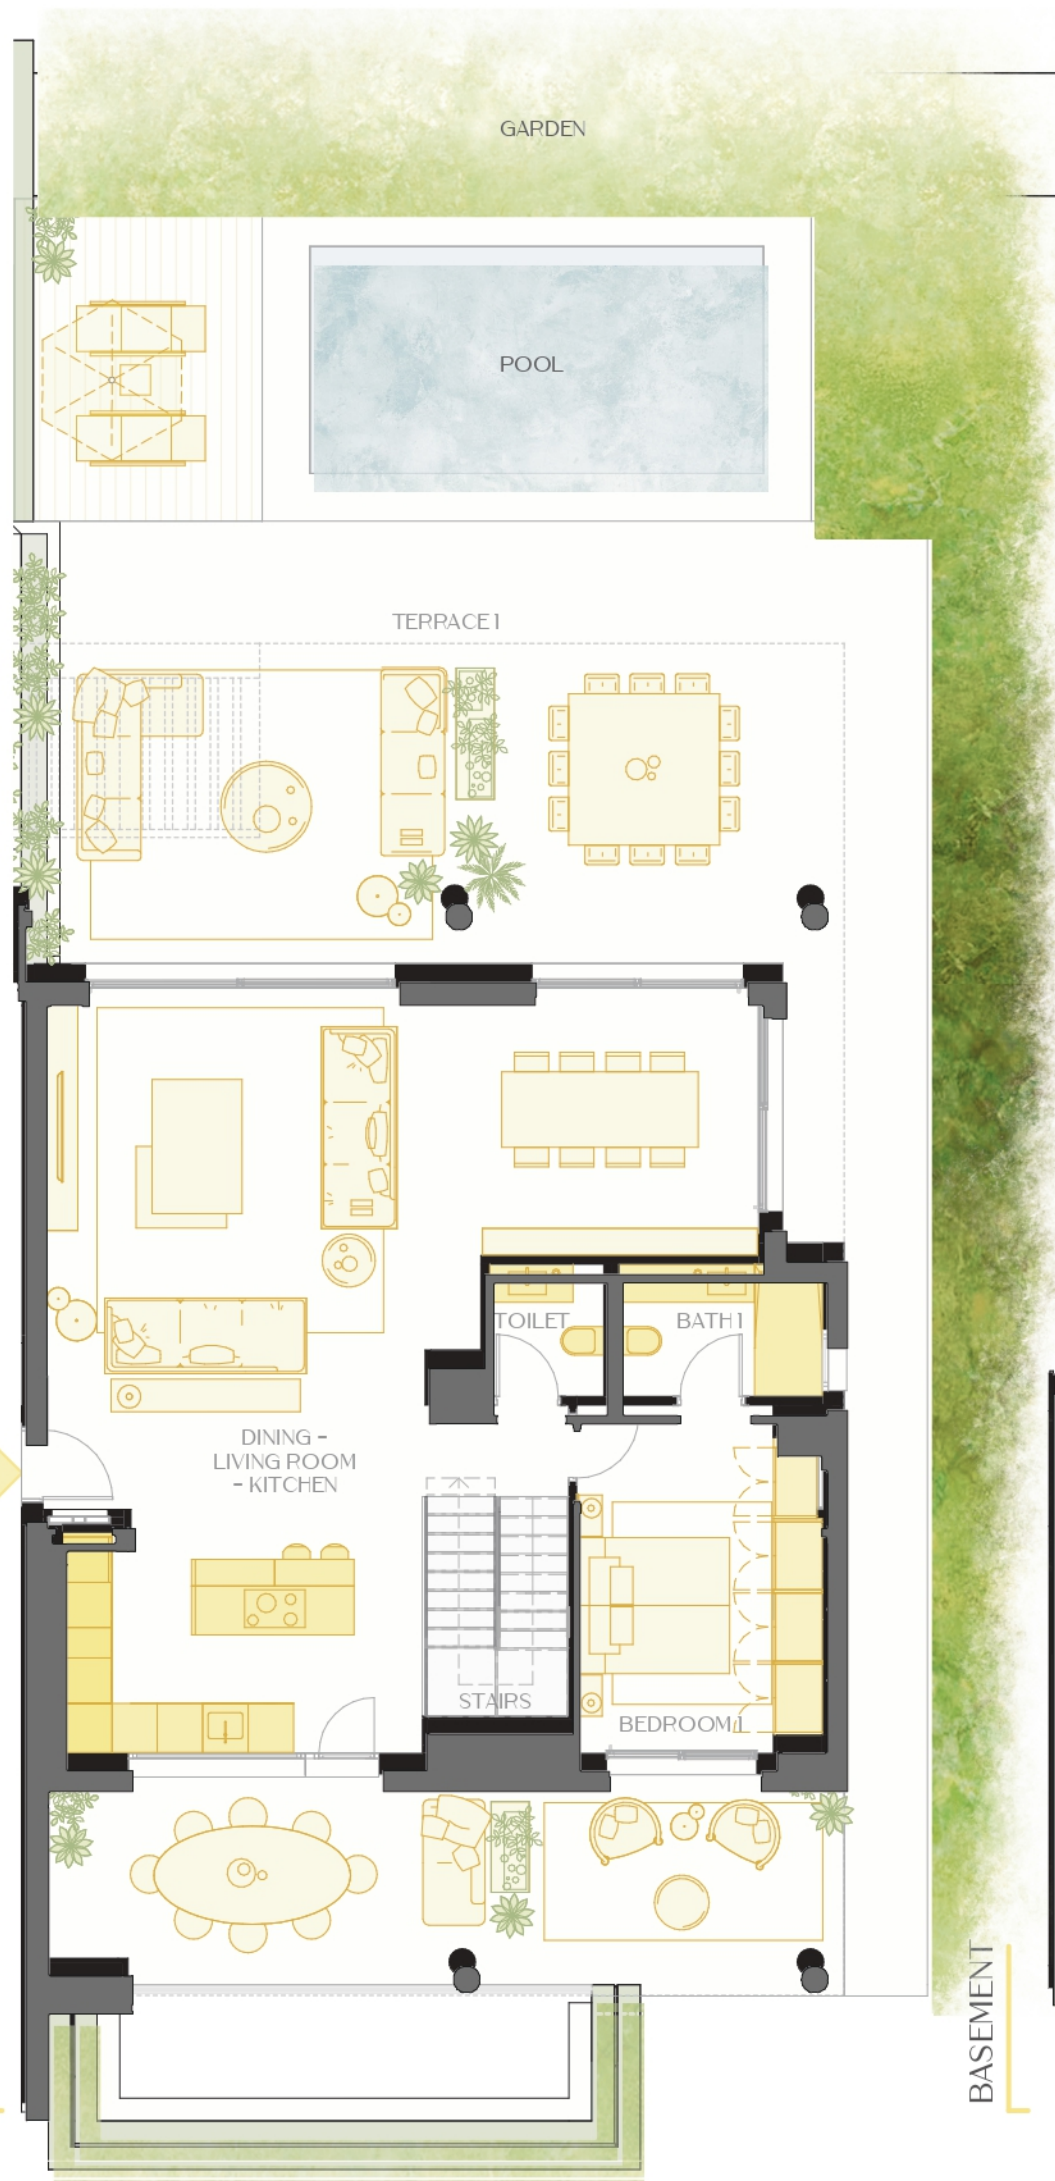 GARDEN
POOL
TERRACE 1
TOILET
BATH 1
DINING -
LIVING ROOM
- KITCHEN
STAIRS
BEDROOM 1
BASEMENT